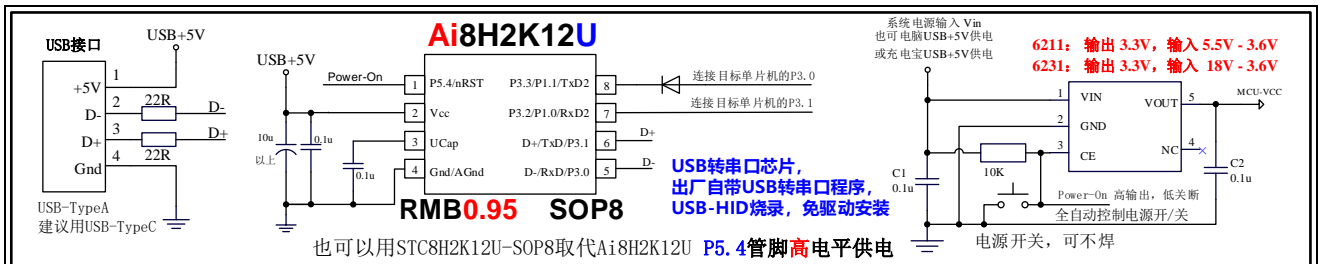 USB接口
USB+5V
1
+5V
2
22R
D-
D-
3
D+
D+
4
22R
Gnd
USB-TypeA
建议用USB-TypeC
Ai8H2K12U
USB+5V
Power-On
1
P5.4/nRST
P3.3/P1.1/TxD2
8
连接目标单片机的P3.0
2
Vcc
P3.2/P1.0/RxD2
7
连接目标单片机的P3.1
10u
以上
0.1u
3
UCap
D+/TxD/P3.1
6
D+
0.1u
4
Gnd/AGnd
D-/RxD/P3.0
5
D-
RMB0.95 SOP8
USB转串口芯片,
出厂自带USB转串口程序,
USB-HID烧录, 免驱动安装
也可以用STC8H2K12U-SOP8取代Ai8H2K12U P5.4管脚高电平供电
系统电源输入 Vin
也可电脑USB+5V供电
或充电宝USB+5V供电
6211: 输出 3.3V, 输入 5.5V - 3.6V
6231: 输出 3.3V, 输入 18V - 3.6V
1
VIN
VOUT
5
MCU-VCC
2
GND
3
CE
NC
4
10K
C1
0.1u
C2
0.1u
Power-On 高输出, 低关断
全自动控制电源开/关
电源开关, 可不焊